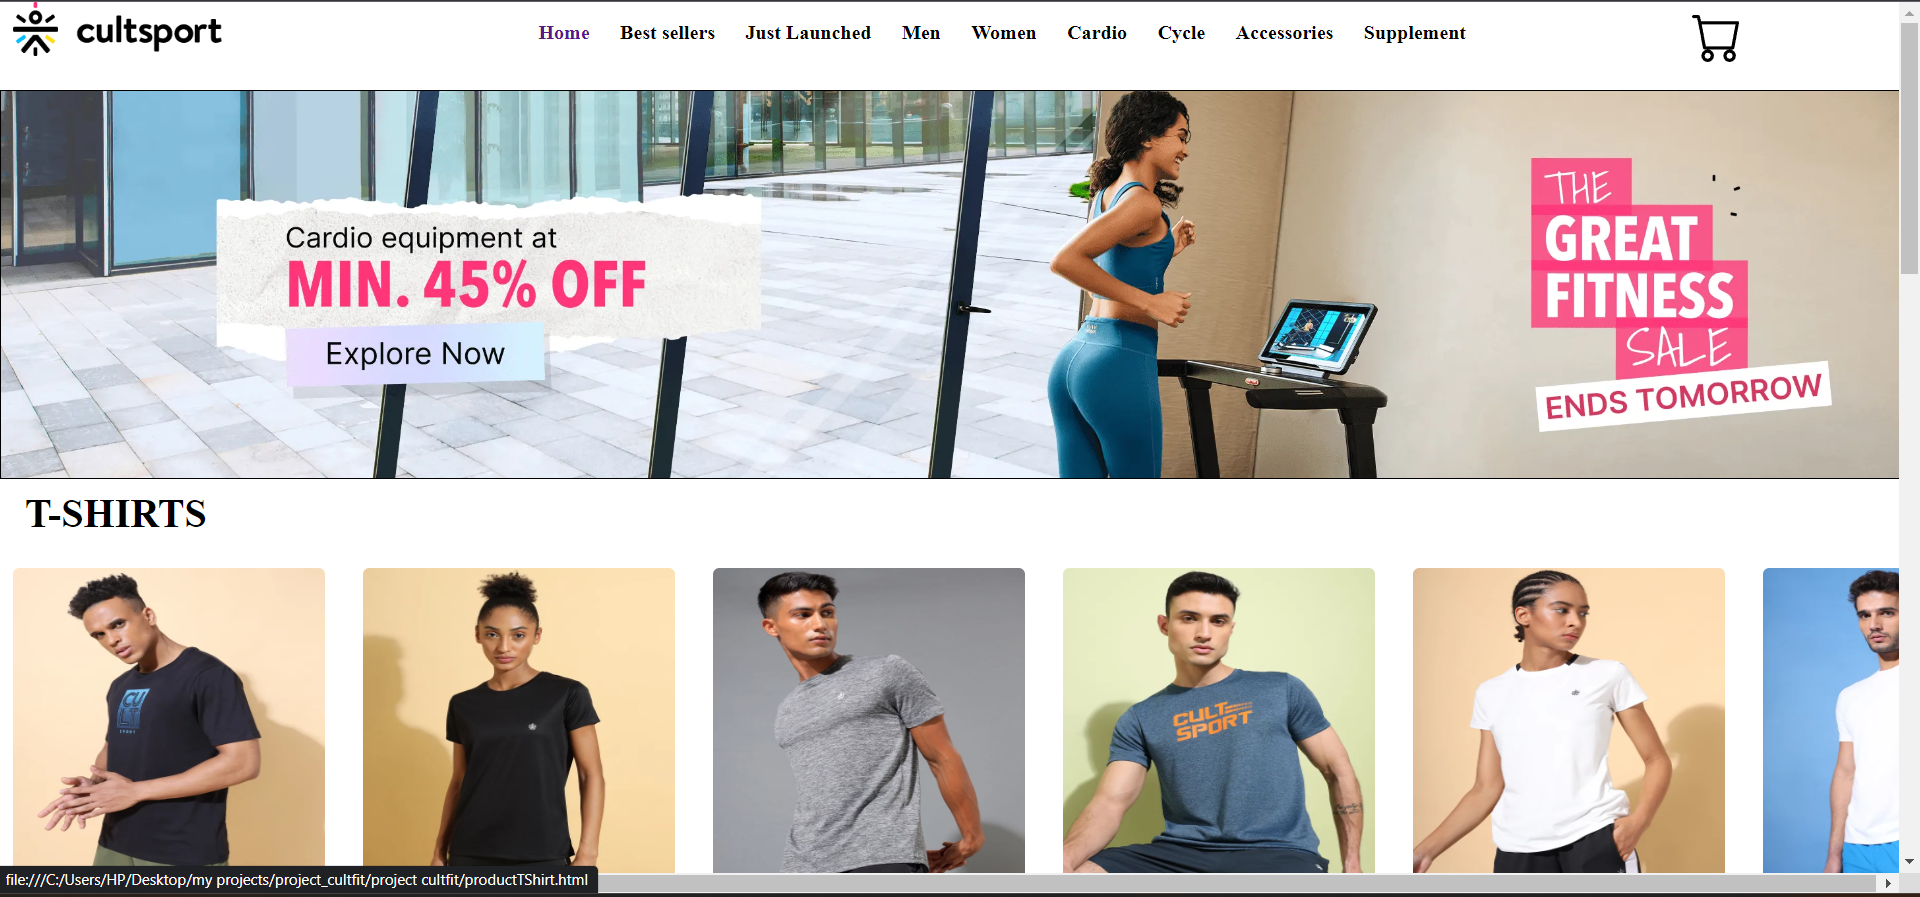 cultsport
Home Best sellers Just Launched Men Women Cardio Cycle Accessories Supplement
Cardio equipment at
MIN. 45% OFF
Explore Now
THE
GREAT
FITNESS
SALE
ENDS TOMORROW
T-SHIRTS
CU
LT
SPORT
CULT
SPORT
file:///C:/Users/HP/Desktop/my projects/project_cultfit/project cultfit/productTShirt.html